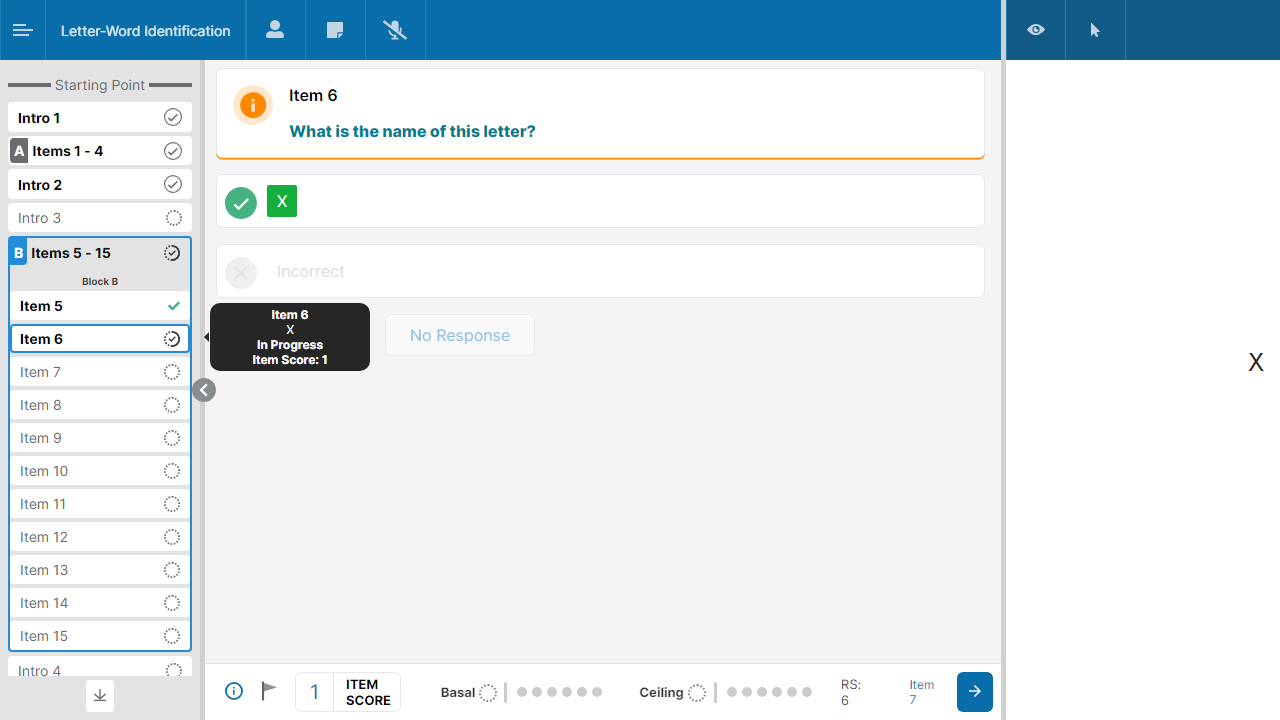 Letter-Word Identification
Starting Point
Intro 1
A Items 1 - 4
Intro 2
Intro 3
B Items 5 - 15
Block B
Item 5
Item 6
Item 7
Item 8
Item 9
Item 10
Item 11
Item 12
Item 13
Item 14
Item 15
Intro 4
Item 6
What is the name of this letter?
X
Incorrect
Item 6
X
In Progress
Item Score: 1
No Response
X
1 ITEM SCORE
Basal
Ceiling
RS:
6
Item
7